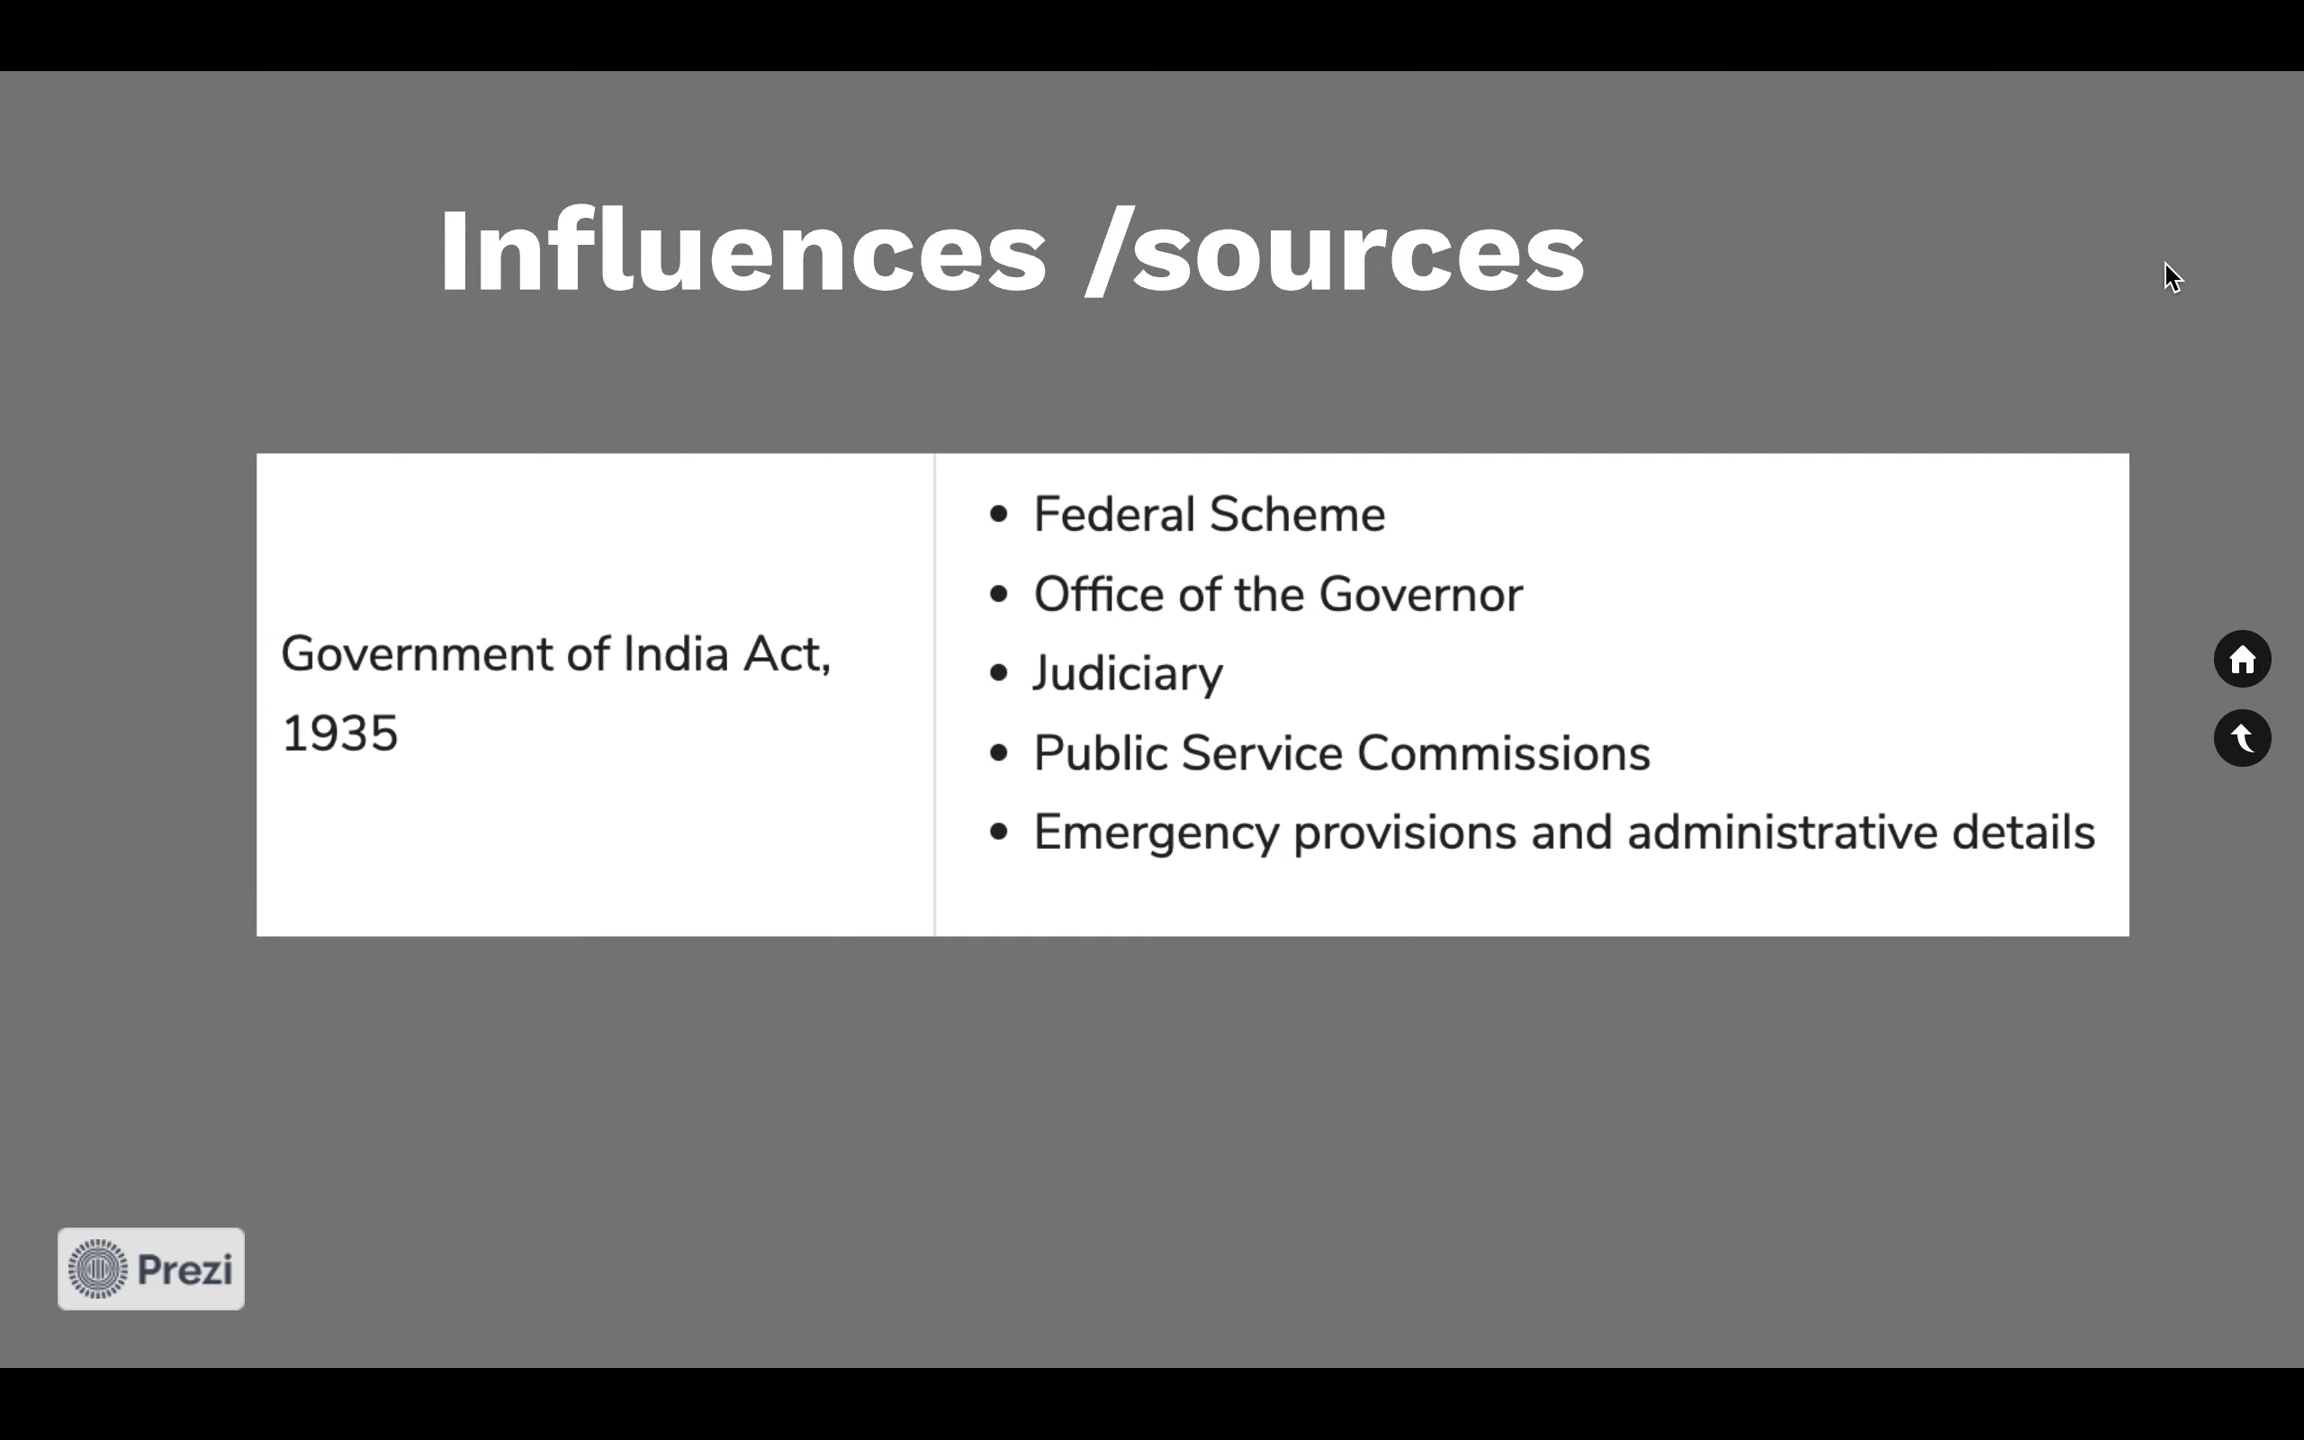 Influences /sources
Government of India Act,
1935
• Federal Scheme
• Office of the Governor
• Judiciary
• Public Service Commissions
• Emergency provisions and administrative details
Prezi